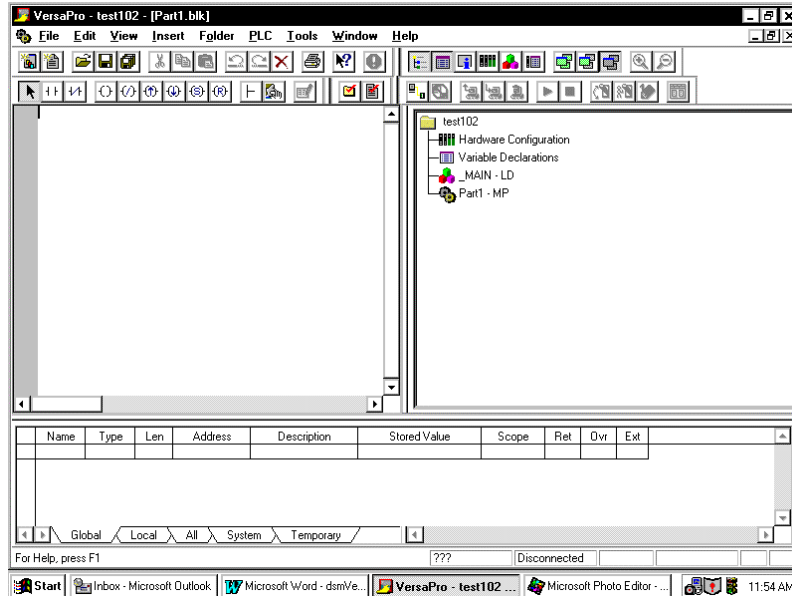 VersaPro - test102 - [Part1.blk]
File Edit View Insert Folder PLC Tools Window Help
test102
Hardware Configuration
Variable Declarations
_MAIN - LD
Part1 - MP
Name Type Len Address Description Stored Value Scope Ret Ovr Ext
Global Local All System Temporary
For Help, press F1 ??? Disconnected
Start Inbox - Microsoft Outlook Microsoft Word - dsmVe... VersaPro - test102 ... Microsoft Photo Editor - ... 11:54 AM